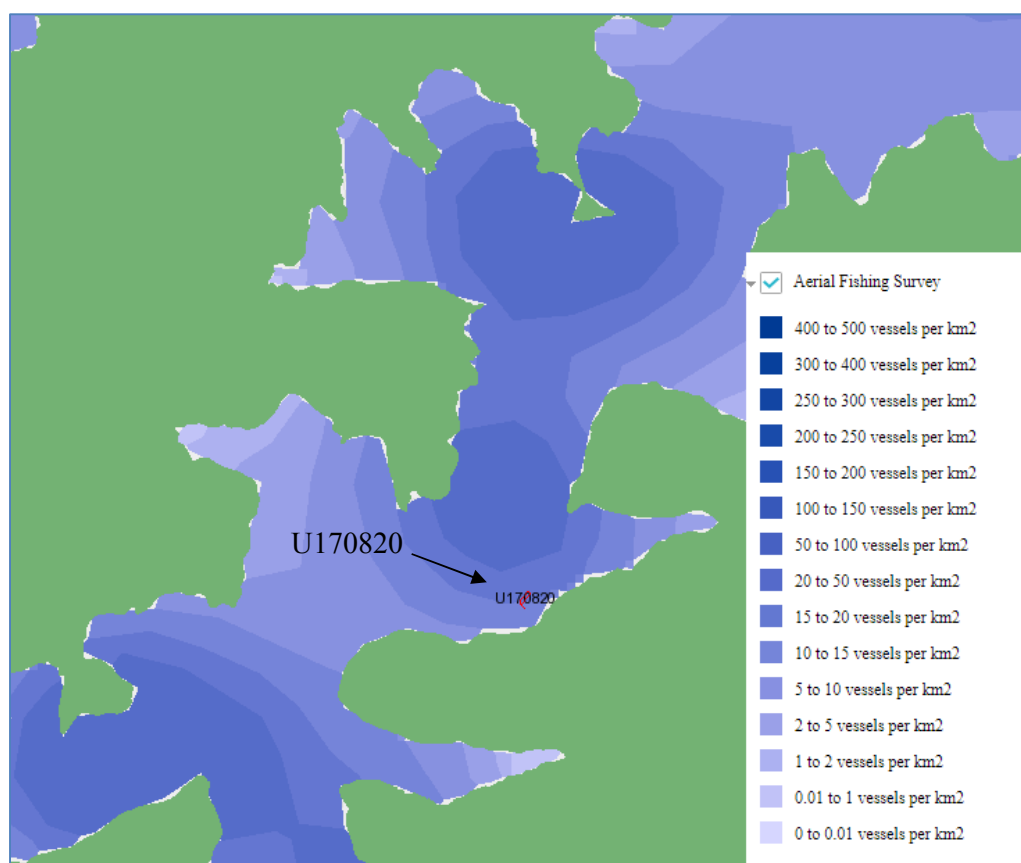 Aerial Fishing Survey
400 to 500 vessels per km2
300 to 400 vessels per km2
250 to 300 vessels per km2
200 to 250 vessels per km2
150 to 200 vessels per km2
100 to 150 vessels per km2
50 to 100 vessels per km2
20 to 50 vessels per km2
15 to 20 vessels per km2
10 to 15 vessels per km2
5 to 10 vessels per km2
2 to 5 vessels per km2
1 to 2 vessels per km2
0.01 to 1 vessels per km2
0 to 0.01 vessels per km2
U170820
U170820